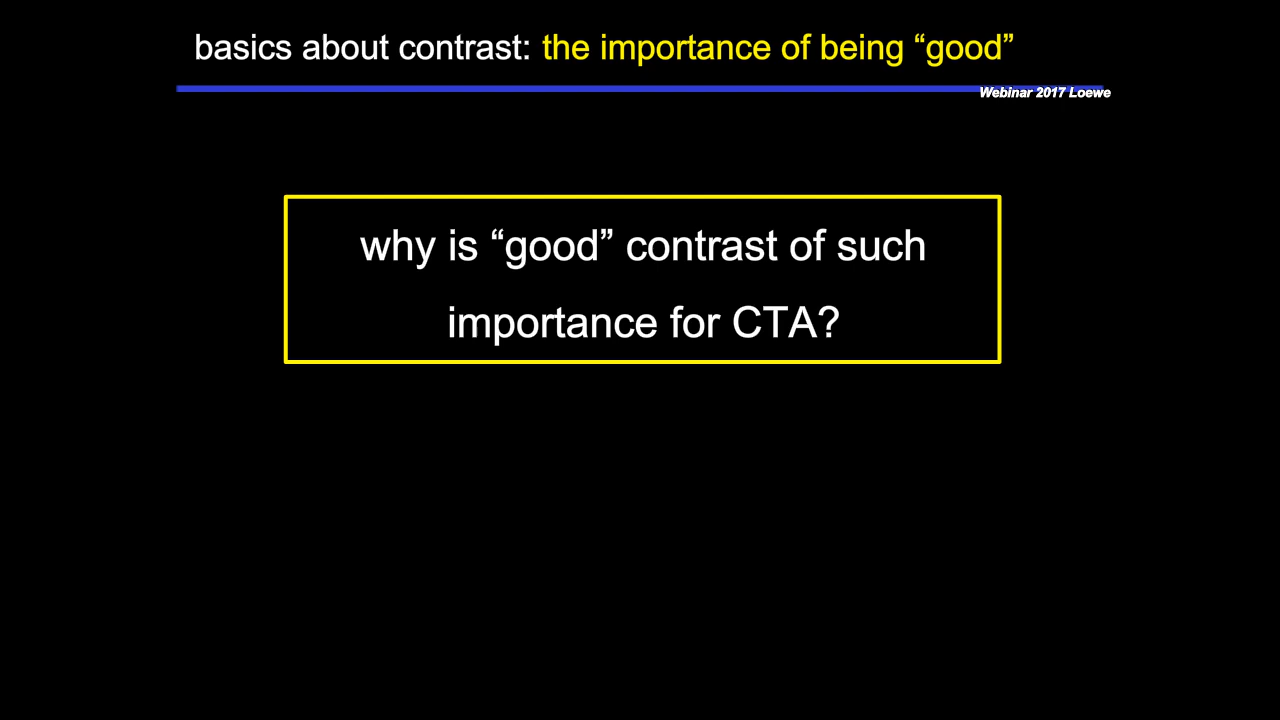 basics about contrast: the importance of being “good”
Webinar 2017 Loewe
why is “good” contrast of such
importance for CTA?